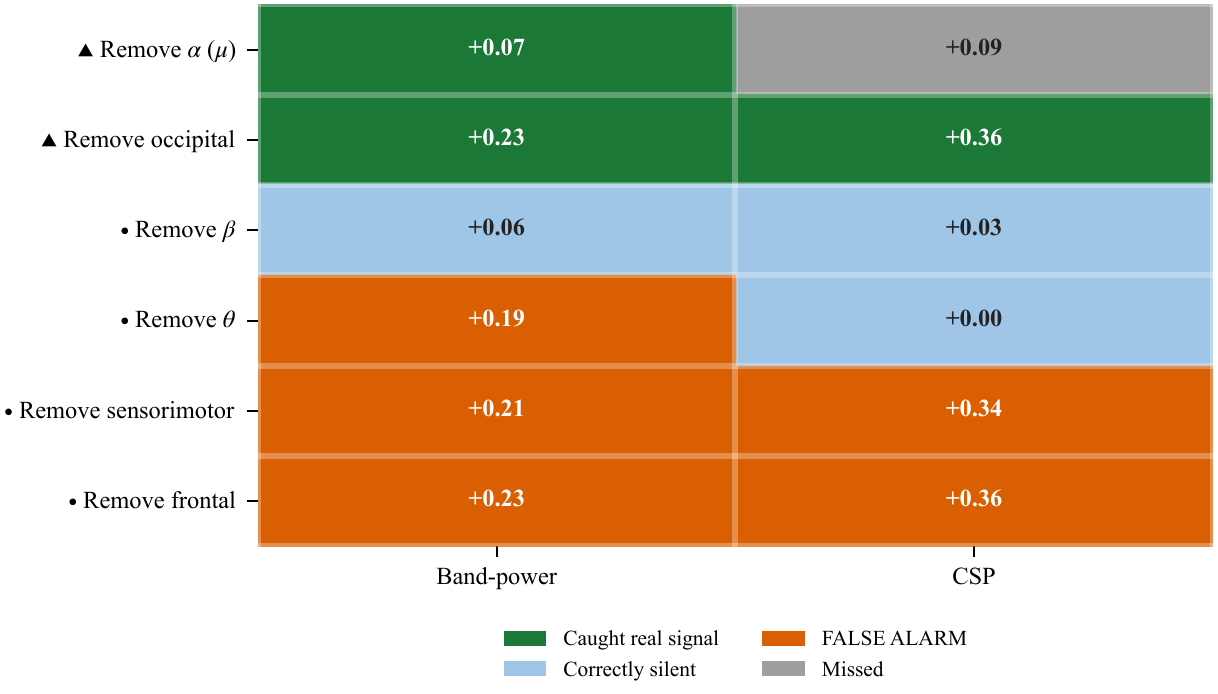 ▲ Remove α (μ) +0.07 +0.09
▲ Remove occipital +0.23 +0.36
• Remove β +0.06 +0.03
• Remove θ +0.19 +0.00
• Remove sensorimotor +0.21 +0.34
• Remove frontal +0.23 +0.36
Band-power CSP
Caught real signal FALSE ALARM
Correctly silent Missed